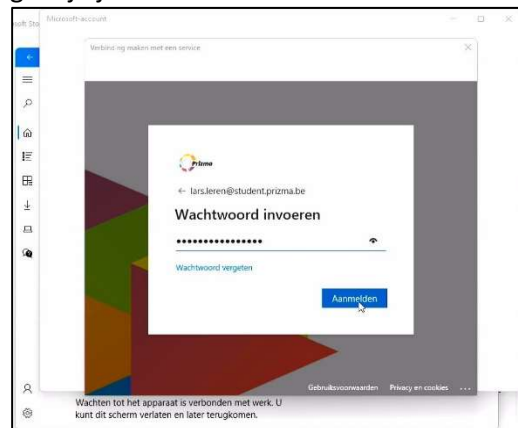 Microsoft-account
Verbinding maken met een service
Prizma
← lars.leren@student.prizma.be
Wachtwoord invoeren
••••••••••••••••
Wachtwoord vergeten
Aanmelden
Gebruiksvoorwaarden Privacy en cookies ...
Wachten tot het apparaat is verbonden met werk. U
kunt dit scherm verlaten en later terugkomen.